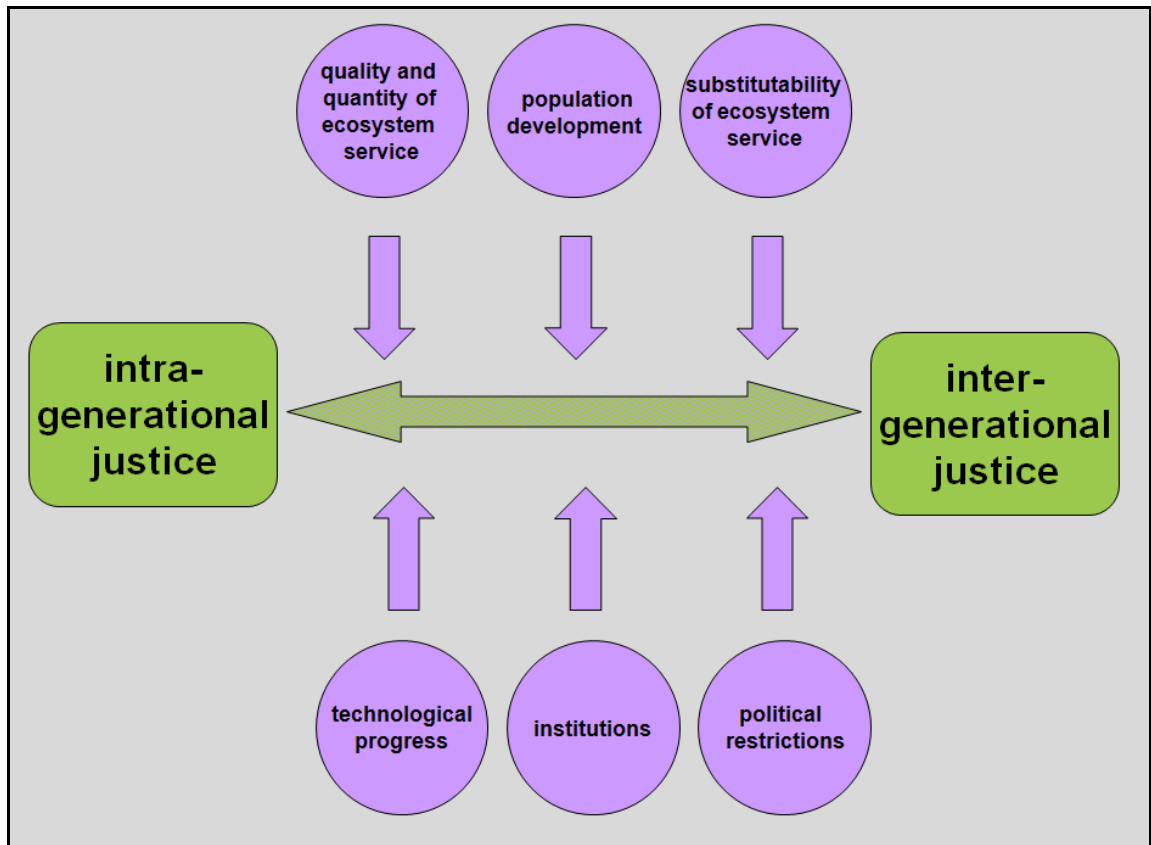 quality and
quantity of
ecosystem
service
population
development
substitutability
of ecosystem
service
intra-
generational
justice
inter-
generational
justice
technological
progress
institutions
political
restrictions